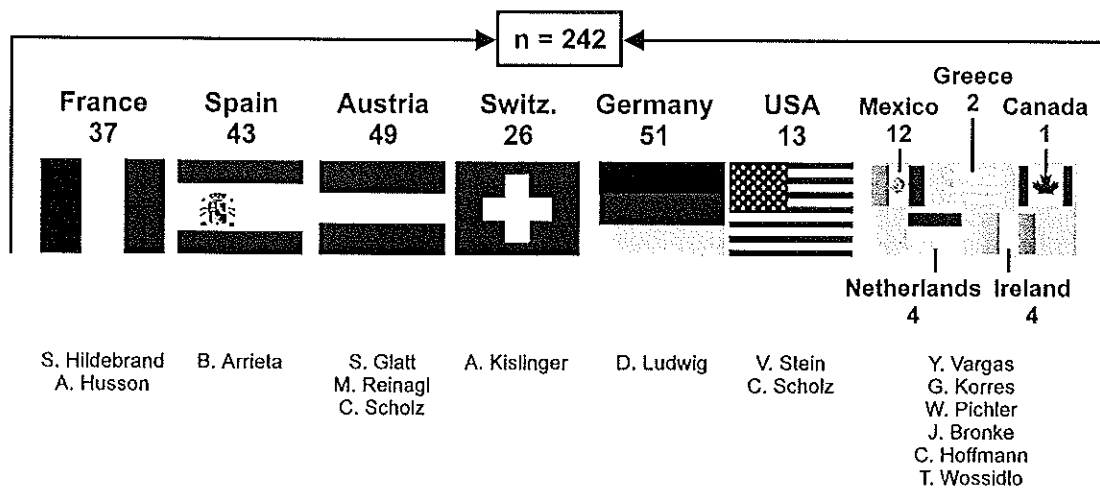 n = 242
France
37
Spain
43
Austria
49
Switz.
26
Germany
51
USA
13
Mexico
12
Greece
2
Canada
1
Netherlands
4
Ireland
4
S. Hildebrand
A. Husson
B. Arrieta
S. Glatt
M. Reinagl
C. Scholz
A. Kislinger
D. Ludwig
V. Stein
C. Scholz
Y. Vargas
G. Korres
W. Pichler
J. Bronke
C. Hoffmann
T. Wossidlo